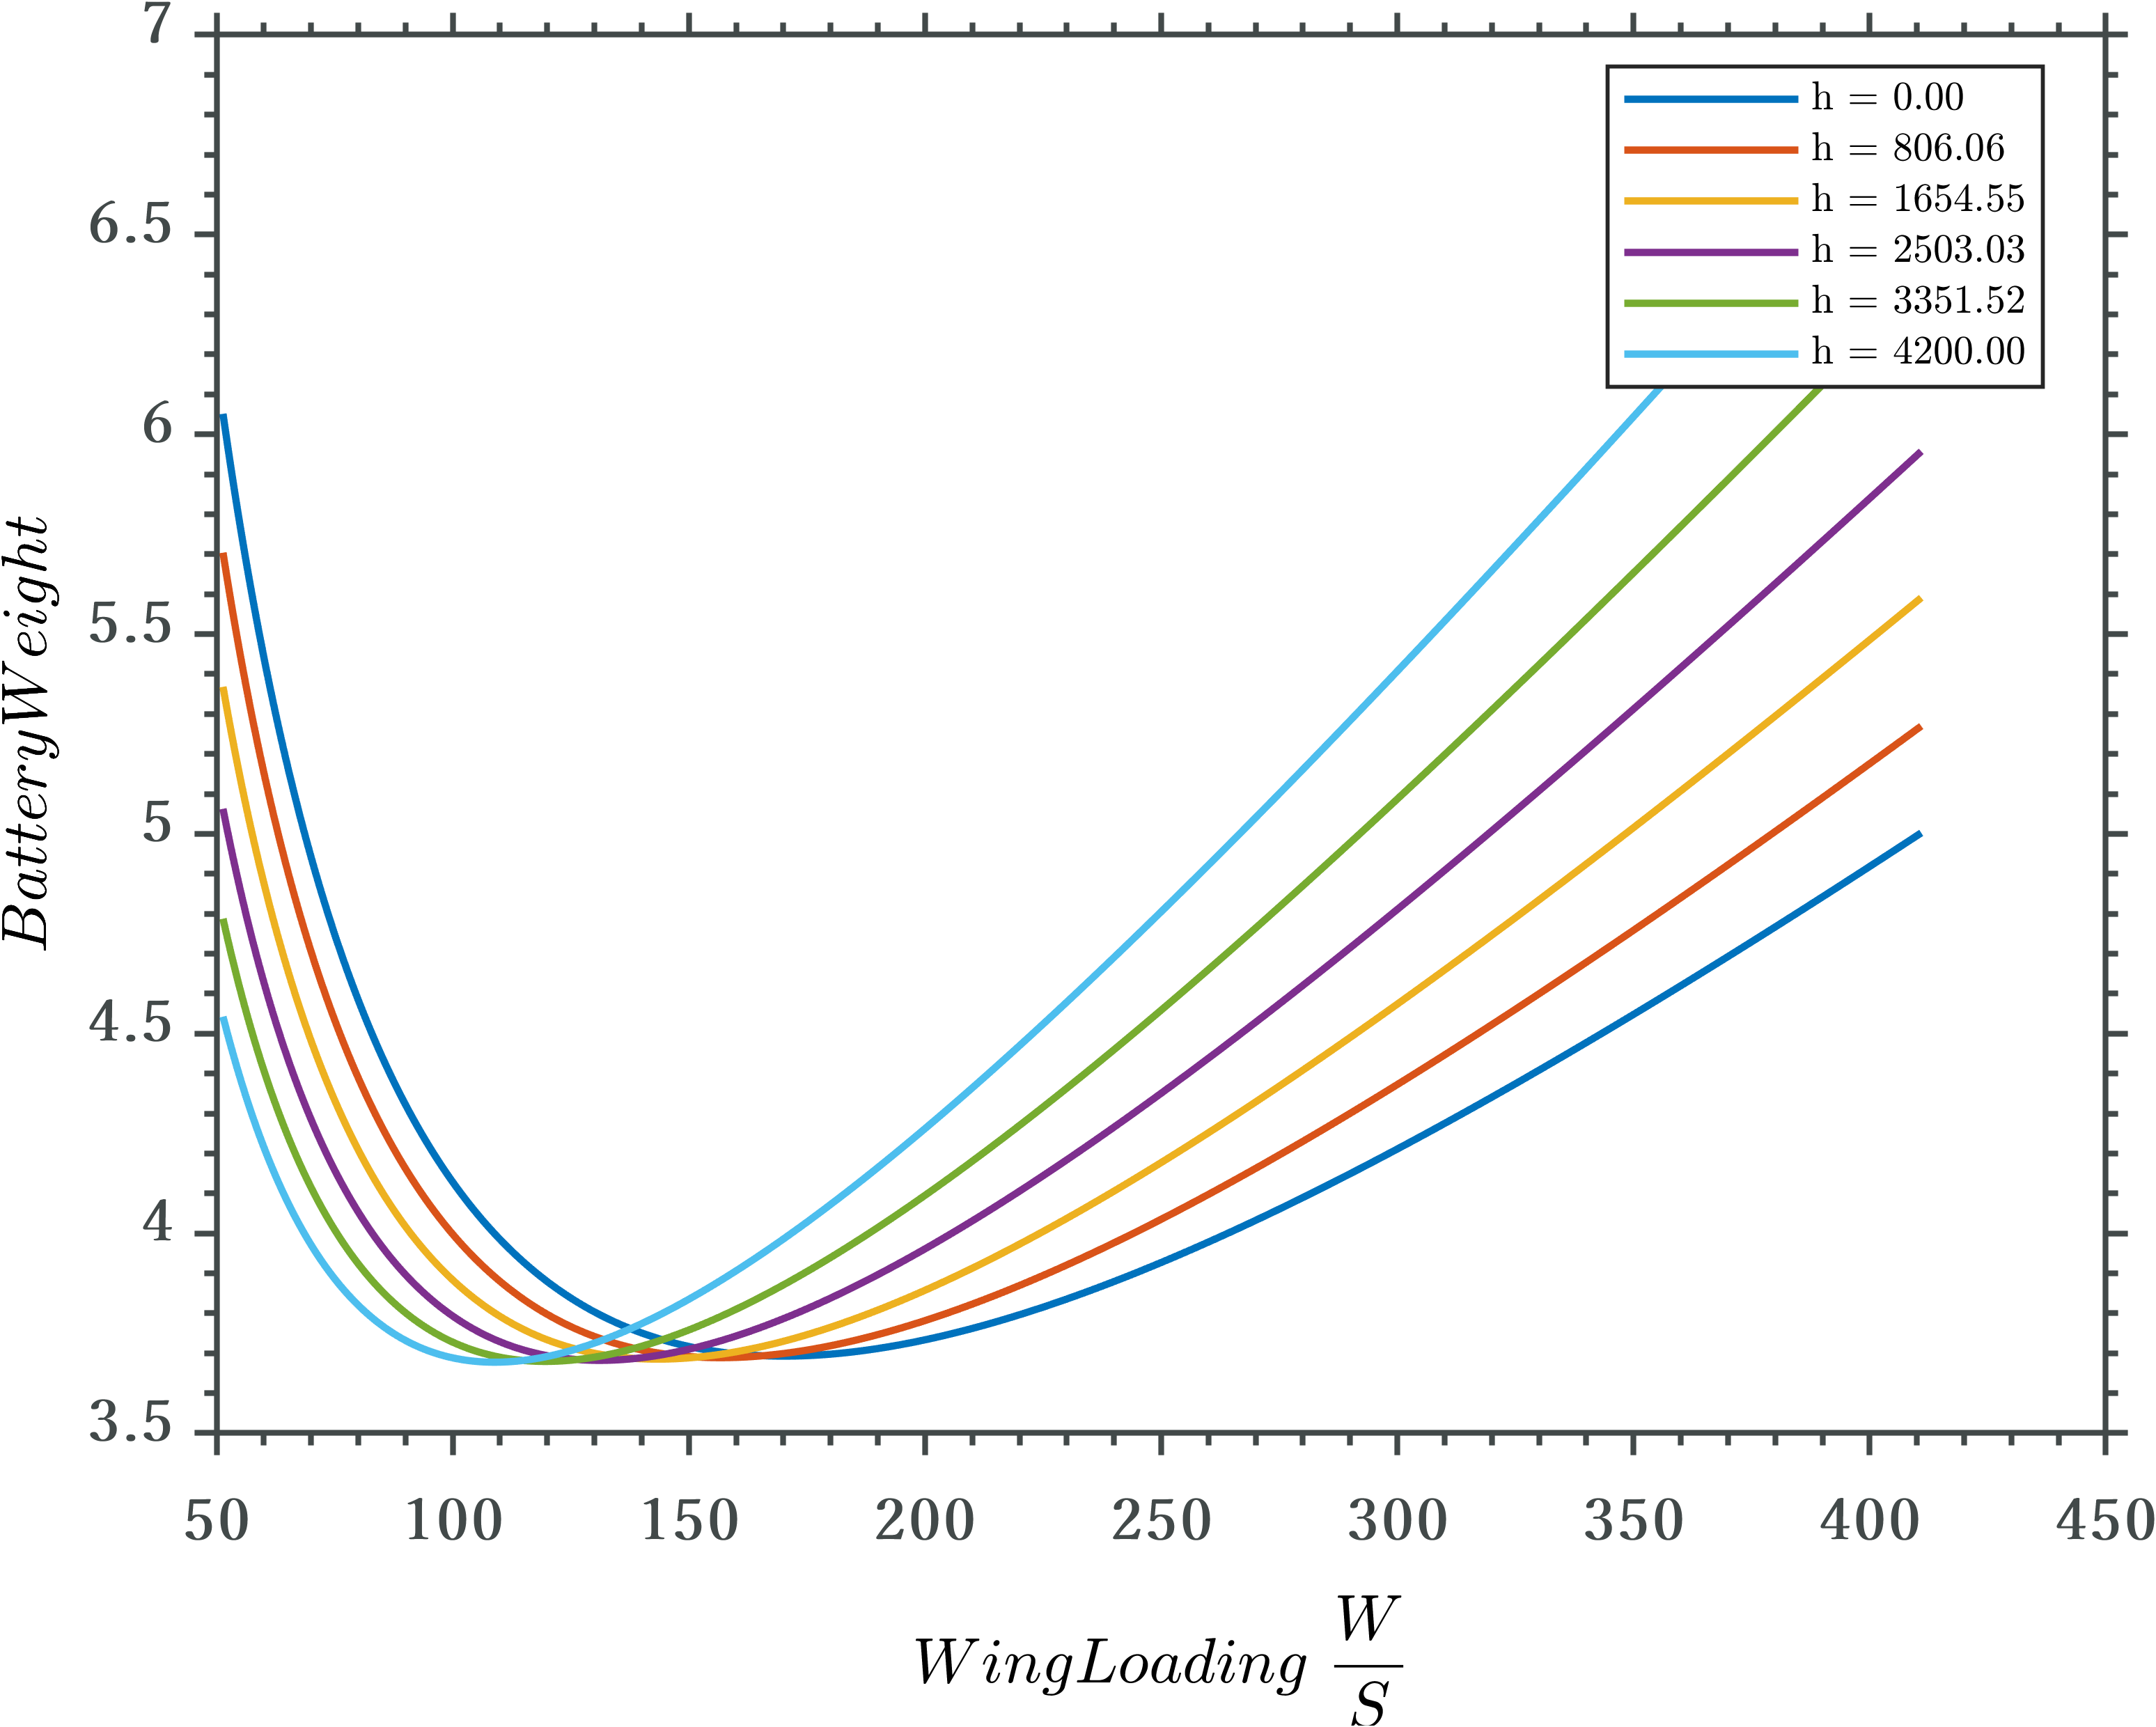 7
6.5
6
5.5
5
4.5
4
3.5
50 100 150 200 250 300 350 400 450
BatteryWeight
WingLoading W/S
h = 0.00
h = 806.06
h = 1654.55
h = 2503.03
h = 3351.52
h = 4200.00